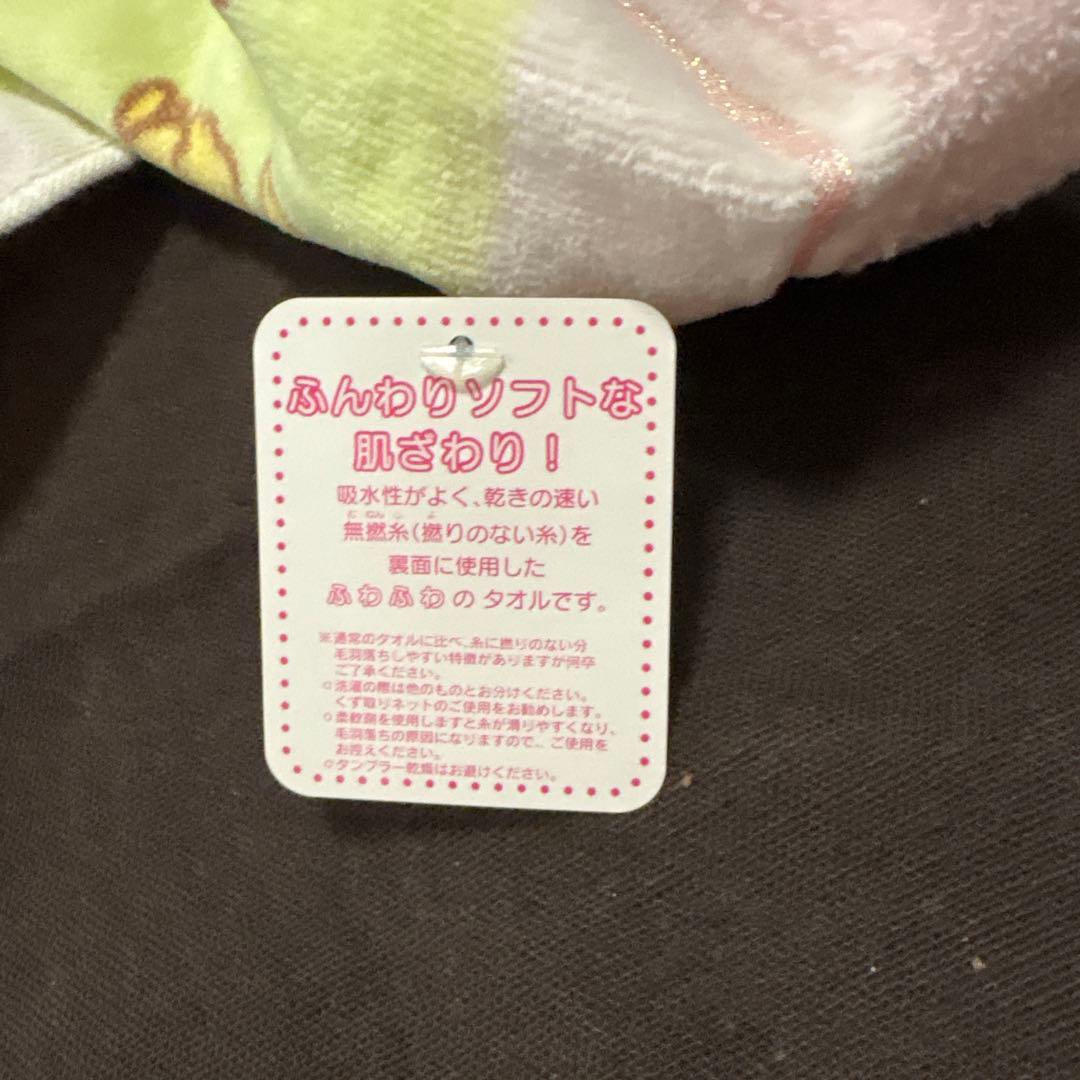 ふんわりソフトな
肌ざわり!
吸水性がよく、乾きの速い
無撚糸(撚りのない糸)を
裏面に使用した
ふわふわの タオルです。
※通常のタオルに比べ、糸に撚りのない分
毛羽落ちしやすい特徴がありますが何卒
ご了承ください。
○洗濯の際は他のものとお分けください。
くず取りネットのご使用をお勧めします。
○柔軟剤を使用しますと糸が滑りやすくなり、
毛羽落ちの原因になりますので、、ご使用を
お控えください。
○タンブラー乾燥はお避けください。